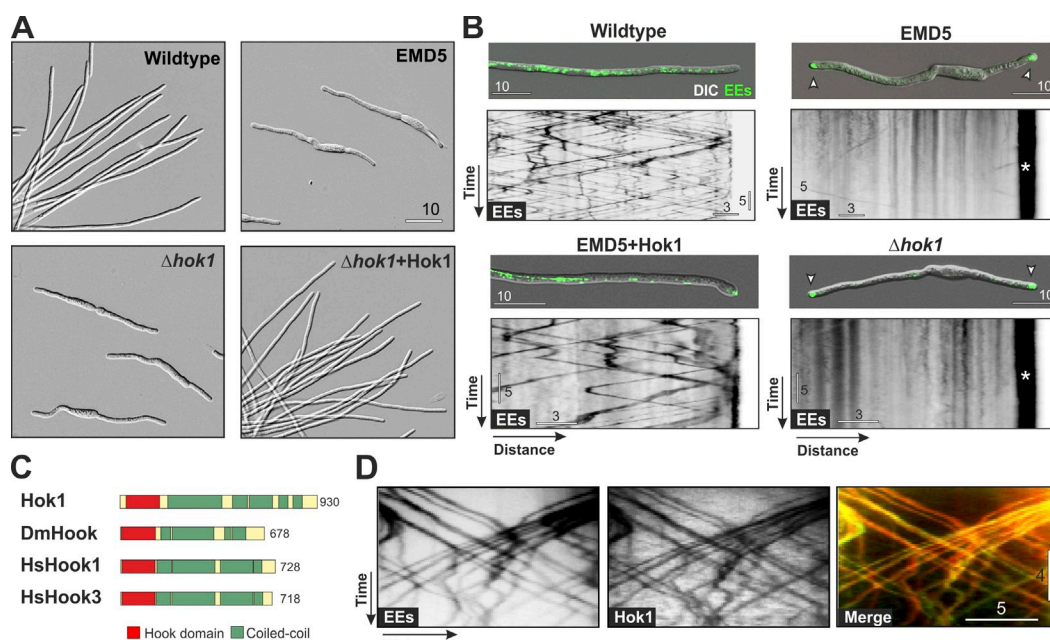 A
Wildtype
EMD5
10
Δhok1
Δhok1+Hok1
B
Wildtype
10
DIC EEs
Time
EEs
3
5
EMD5
10
Time
5
3
EEs
*
EMD5+Hok1
10
Time
5
3
EEs
Distance
Δhok1
10
Time
5
3
EEs
*
Distance
C
Hok1
930
DmHook
678
HsHook1
728
HsHook3
718
Hook domain
Coiled-coil
D
Time
EEs
Hok1
Merge
5
4